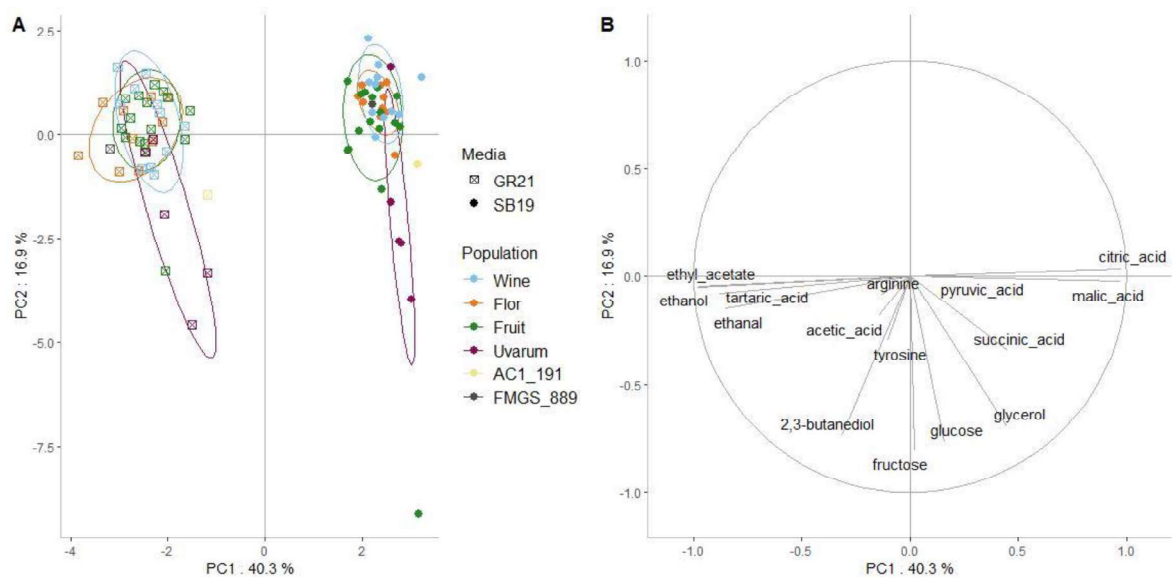 A
2.5
0.0
-2.5
-5.0
-7.5
PC2 : 16.9 %
-4
-2
0
2
PC1 : 40.3 %
Media
GR21
SB19
Population
Wine
Flor
Fruit
Uvarum
AC1_191
FMGS_889
B
1.0
0.5
0.0
-0.5
-1.0
PC2 : 16.9 %
citric_acid
ethyl_acetate
arginine
pyruvic_acid
malic_acid
ethanol
tartaric_acid
ethanal
acetic_acid
succinic_acid
tyrosine
glycerol
2,3-butanediol
glucose
fructose
-1.0
-0.5
0.0
0.5
1.0
PC1 : 40.3 %